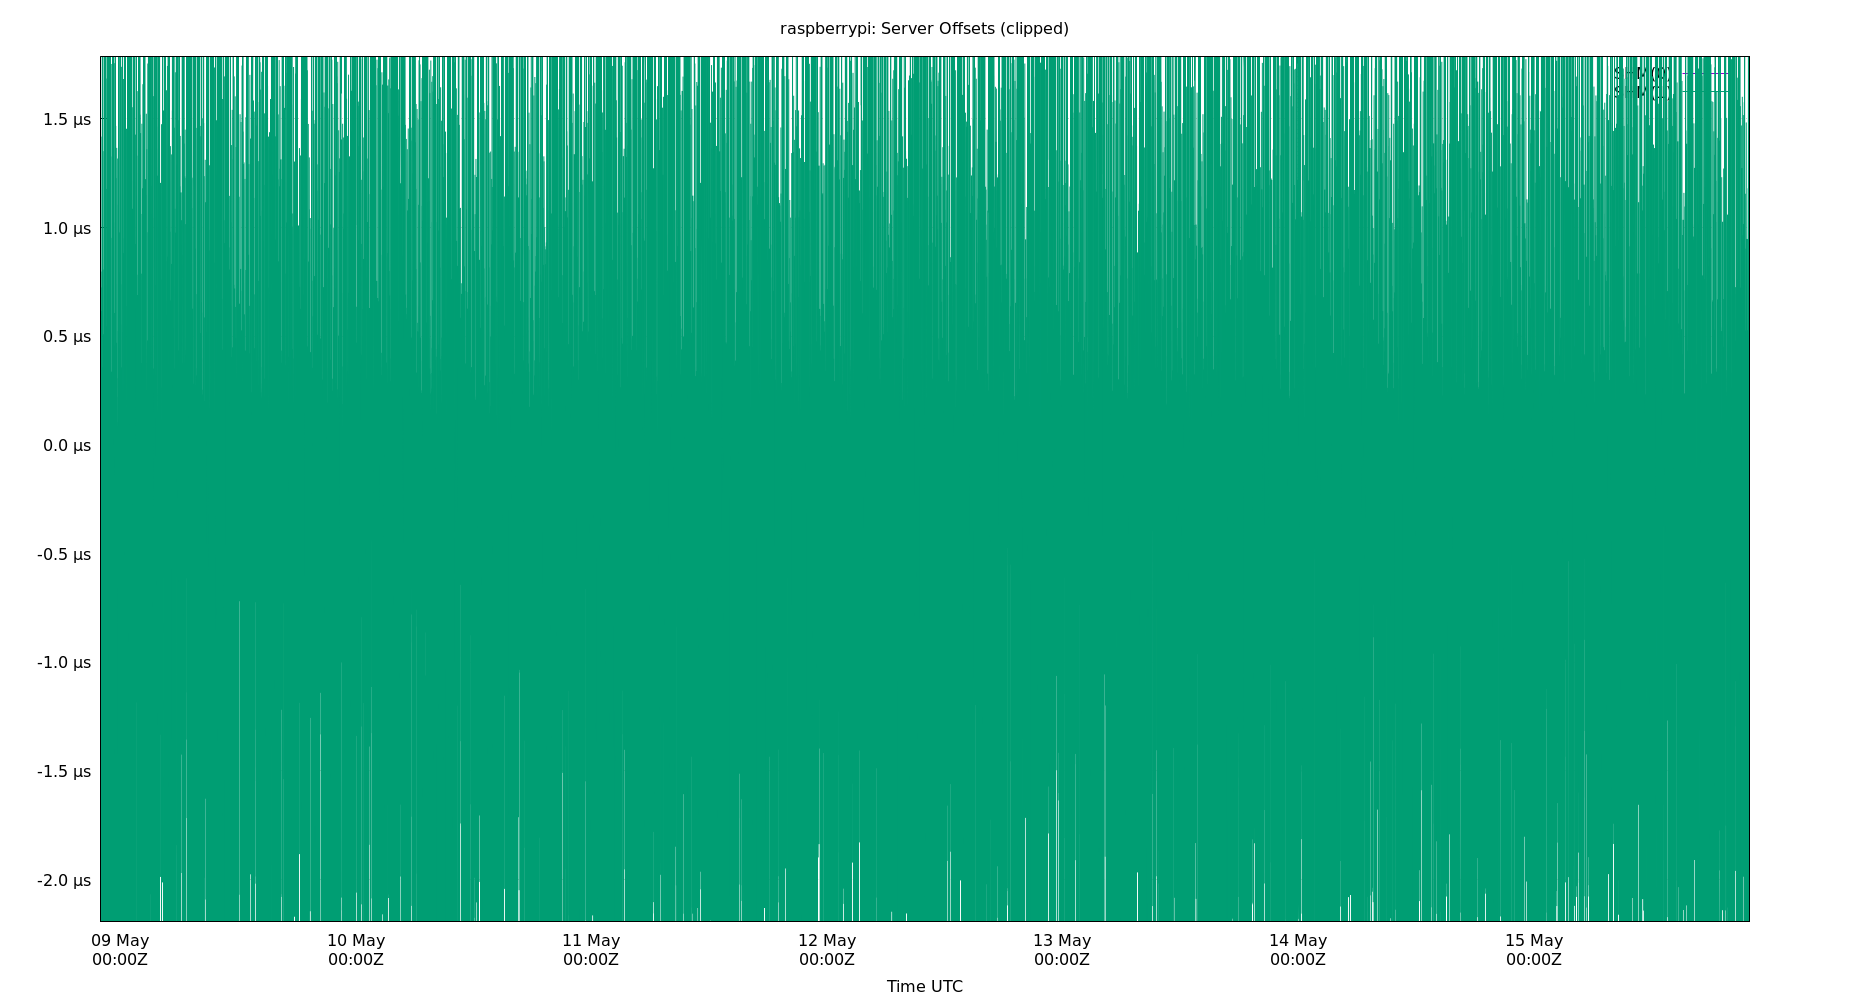 raspberrypi: Server Offsets (clipped)
1.5 µs
1.0 µs
0.5 µs
0.0 µs
-0.5 µs
-1.0 µs
-1.5 µs
-2.0 µs
09 May 10 May 11 May 12 May 13 May 14 May 15 May
00:00Z 00:00Z 00:00Z 00:00Z 00:00Z 00:00Z 00:00Z
Time UTC